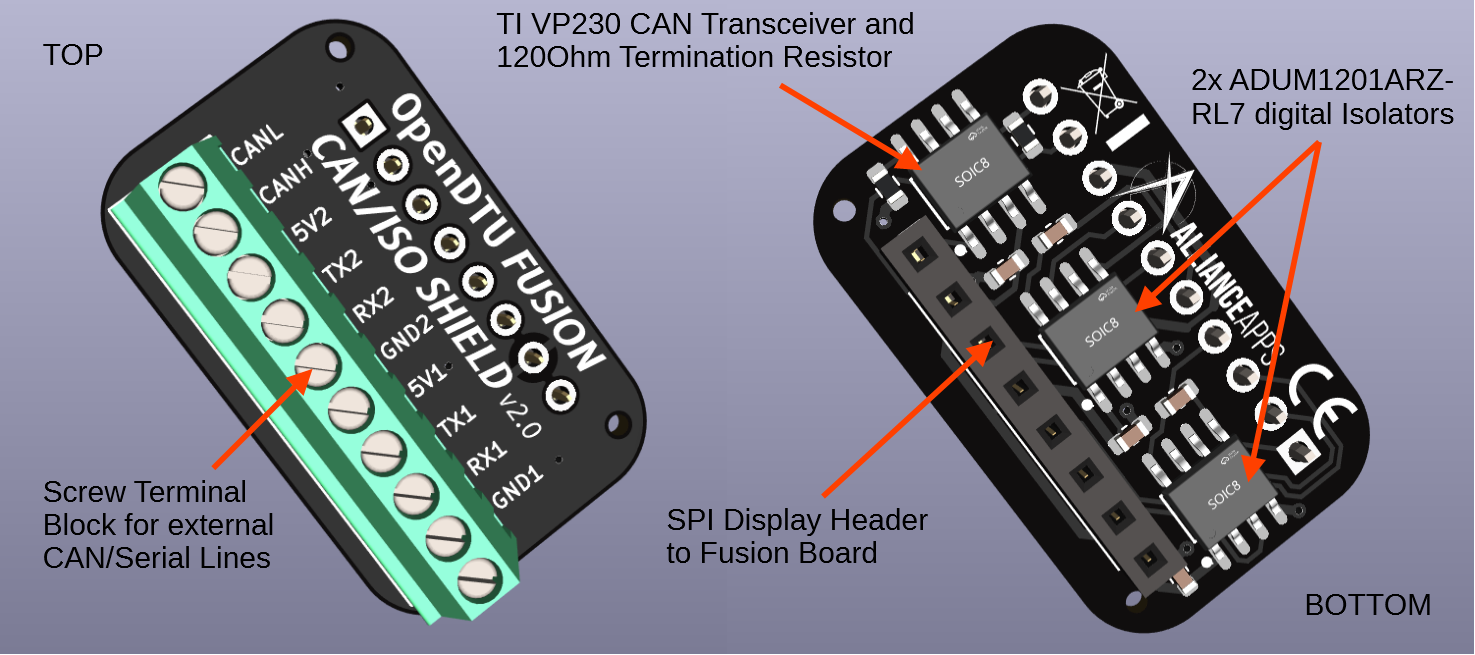 TOP
TI VP230 CAN Transceiver and
120Ohm Termination Resistor
2x ADUM1201ARZ-
RL7 digital Isolators
OpenDTU FUSION
CAN/ISO SHIELD v2.0
CANL
CANH
5V2
TX2
RX2
GND2
5V1
TX1
RX1
GND1
SOIC8
SOIC8
SOIC8
ALLIANCEAPPS
CE
Screw Terminal
Block for external
CAN/Serial Lines
SPI Display Header
to Fusion Board
BOTTOM